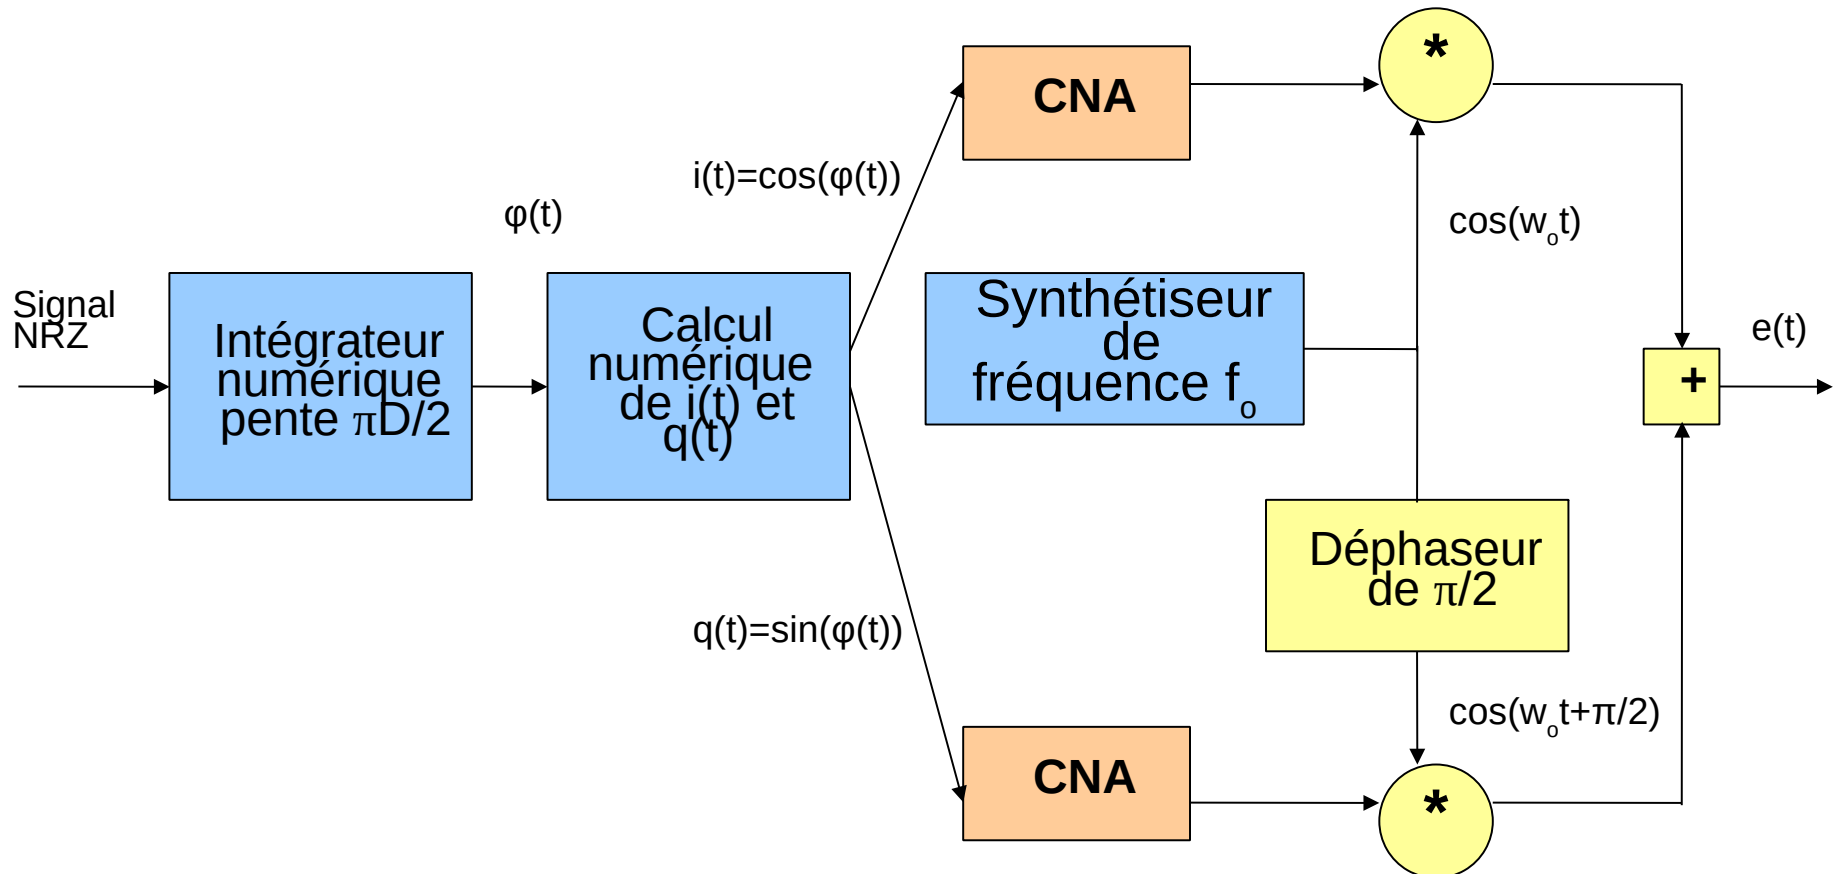 CNA
*
i(t)=cos(φ(t))
φ(t)
cos(wot)
Signal
NRZ
Intégrateur
numérique
pente πD/2
Calcul
numérique
de i(t) et
q(t)
Synthétiseur
de
fréquence fo
+
e(t)
Déphaseur
de π/2
q(t)=sin(φ(t))
cos(wot+π/2)
CNA
*